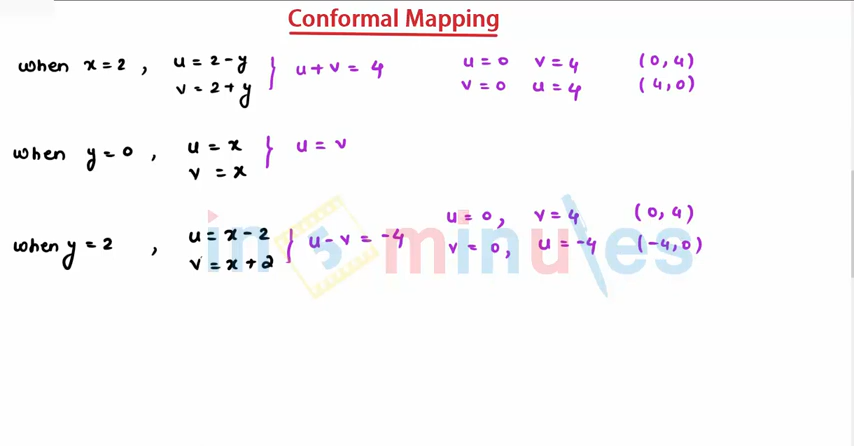 Conformal Mapping
when x = 2 , u = 2 - y } u + v = 4 u = 0 v = 4 (0, 4)
v = 2 + y v = 0 u = 4 (4, 0)
when y = 0 , u = x } u = v
v = x
u = 0, v = 4 (0, 4)
when y = 2 , u = x - 2 } u - v = -4 v = 0, u = -4 (-4, 0)
v = x + 2
in 5 minutes